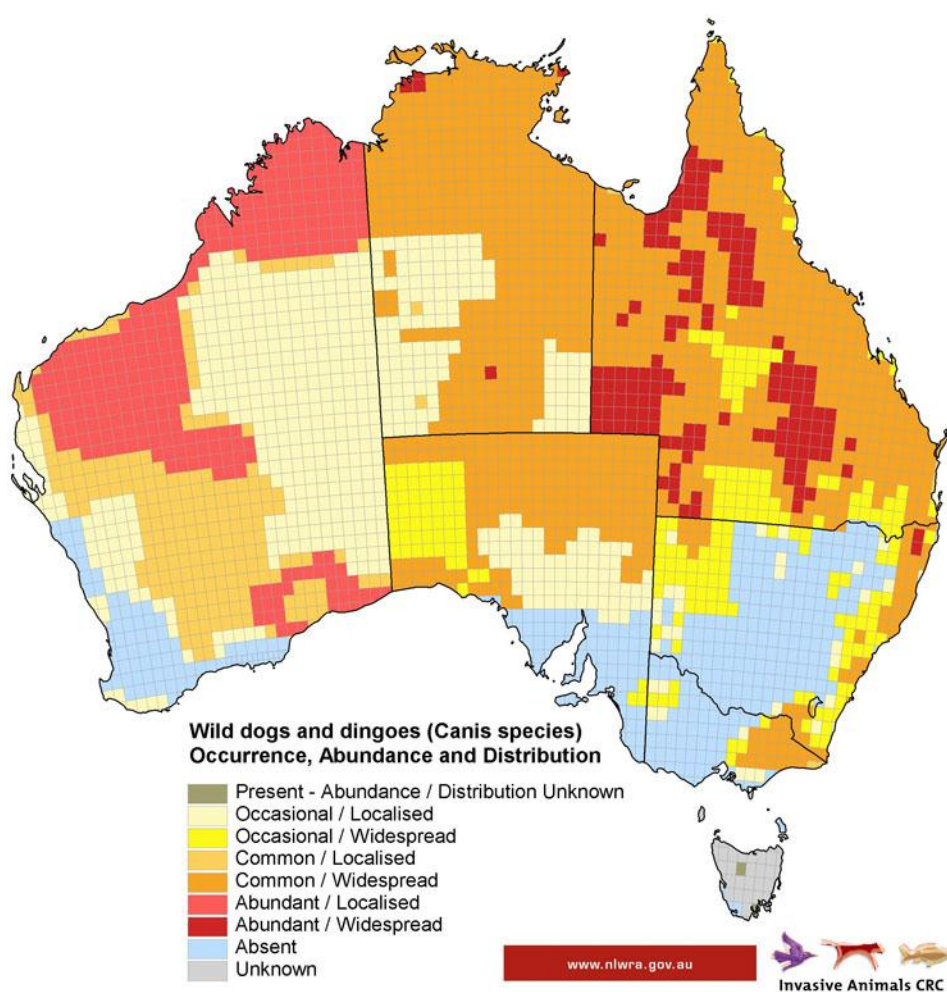 Wild dogs and dingoes (Canis species)
Occurrence, Abundance and Distribution
Present - Abundance / Distribution Unknown
Occasional / Localised
Occasional / Widespread
Common / Localised
Common / Widespread
Abundant / Localised
Abundant / Widespread
Absent
Unknown
www.nlwra.gov.au
Invasive Animals CRC